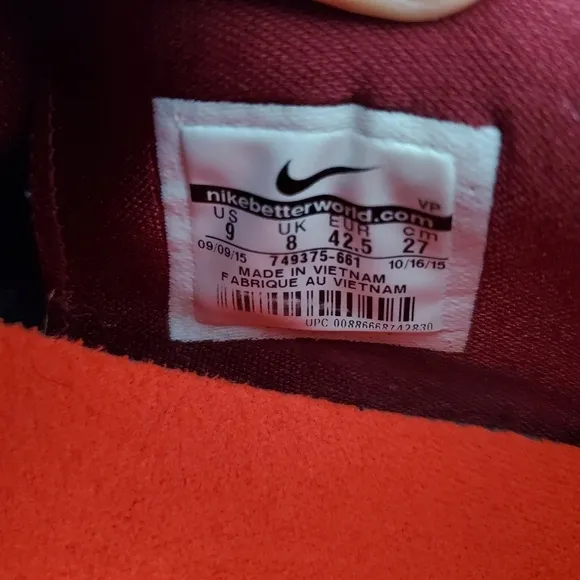 VP
nikebetterworld.com
US UK EUR cm
9 8 42.5 27
09/09/15 749375-661 10/16/15
MADE IN VIETNAM
FABRIQUE AU VIETNAM
UPC 00886668742830